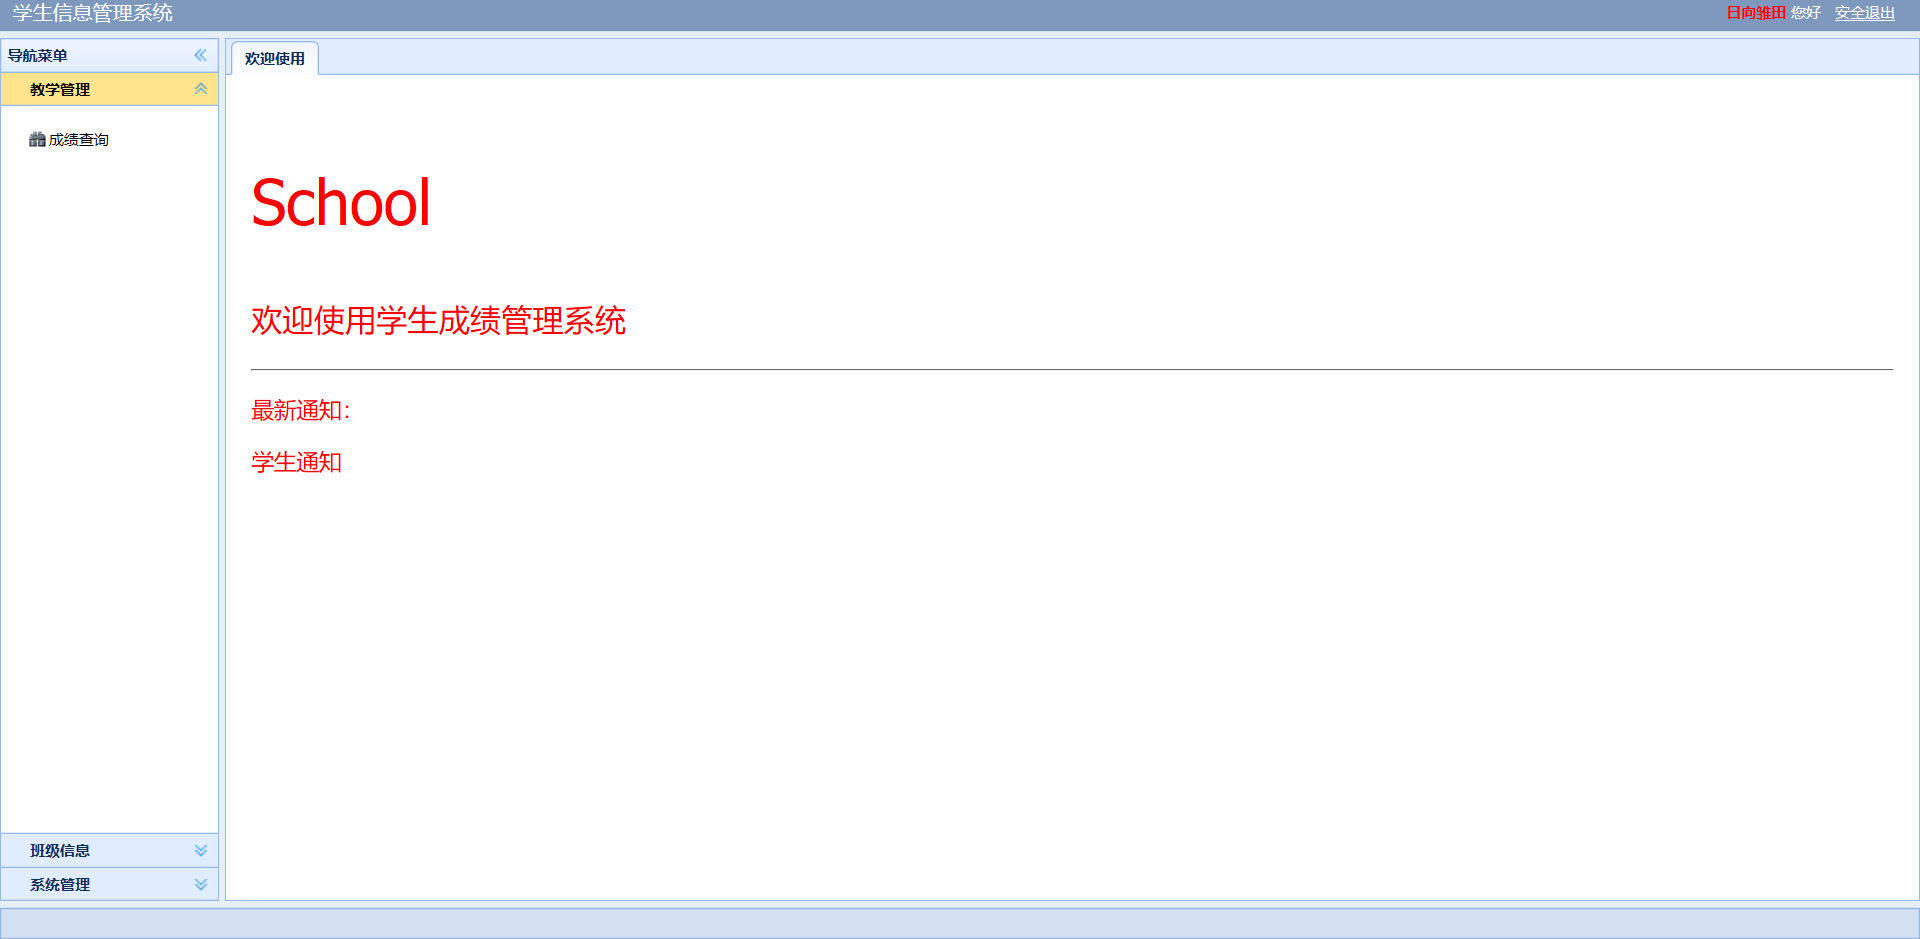 学生信息管理系统
日向雏田 您好 安全退出
导航菜单
教学管理
成绩查询
班级信息
系统管理
欢迎使用
School
欢迎使用学生成绩管理系统
最新通知：
学生通知